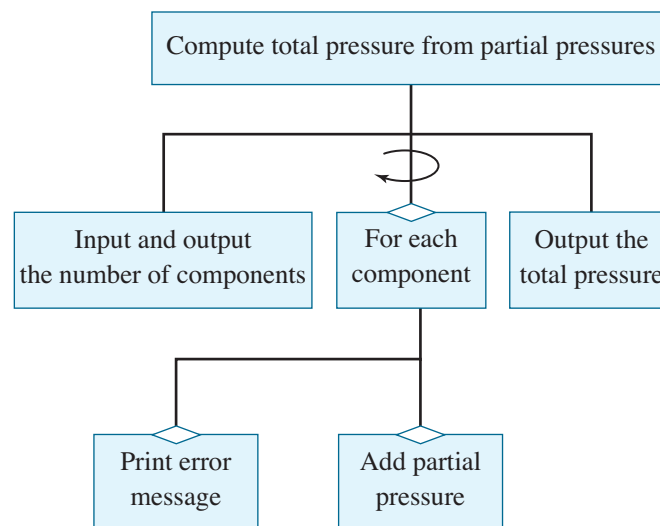 Compute total pressure from partial pressures
Input and output
the number of components
For each
component
Output the
total pressure
Print error
message
Add partial
pressure